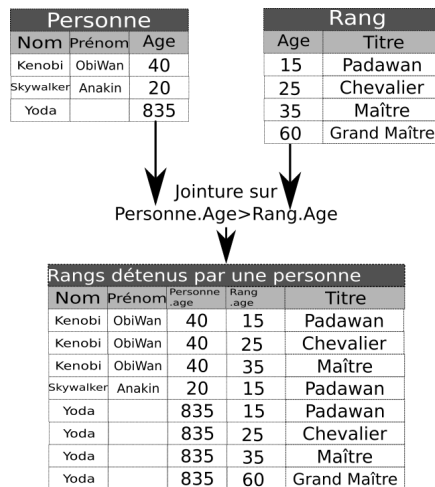 Personne
Nom Prénom Age
Kenobi ObiWan 40
Skywalker Anakin 20
Yoda 835
Rang
Age Titre
15 Padawan
25 Chevalier
35 Maître
60 Grand Maître
Jointure sur
Personne.Age>Rang.Age
Rangs détenus par une personne
Nom Prénom Personne .age Rang .age Titre
Kenobi ObiWan 40 15 Padawan
Kenobi ObiWan 40 25 Chevalier
Kenobi ObiWan 40 35 Maître
Skywalker Anakin 20 15 Padawan
Yoda 835 15 Padawan
Yoda 835 25 Chevalier
Yoda 835 35 Maître
Yoda 835 60 Grand Maître